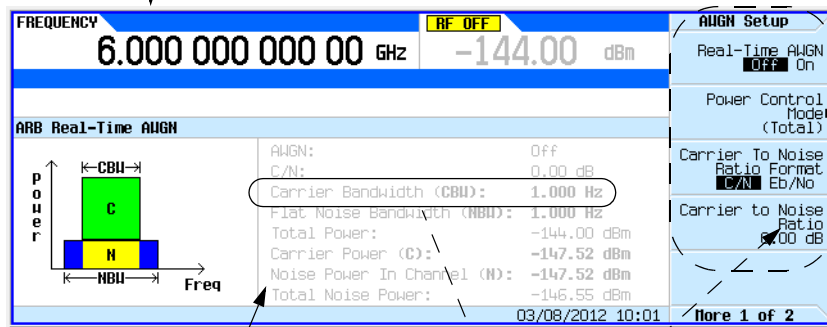 FREQUENCY
6.000 000 000 00 GHz
RF OFF
-144.00 dBm
ARB Real-Time AWGN
Power
CBW
C
N
NBW
Freq
AWGN: Off
C/N: 0.00 dB
Carrier Bandwidth (CBW): 1.000 Hz
Flat Noise Bandwidth (NBW): 1.000 Hz
Total Power: -144.00 dBm
Carrier Power (C): -147.52 dBm
Noise Power In Channel (N): -147.52 dBm
Total Noise Power: -146.55 dBm
03/08/2012 10:01
AWGN Setup
Real-Time AWGN
Off On
Power Control
Mode
(Total)
Carrier To Noise
Ratio Format
C/N Eb/No
Carrier to Noise
Ratio
0.00 dB
More 1 of 2